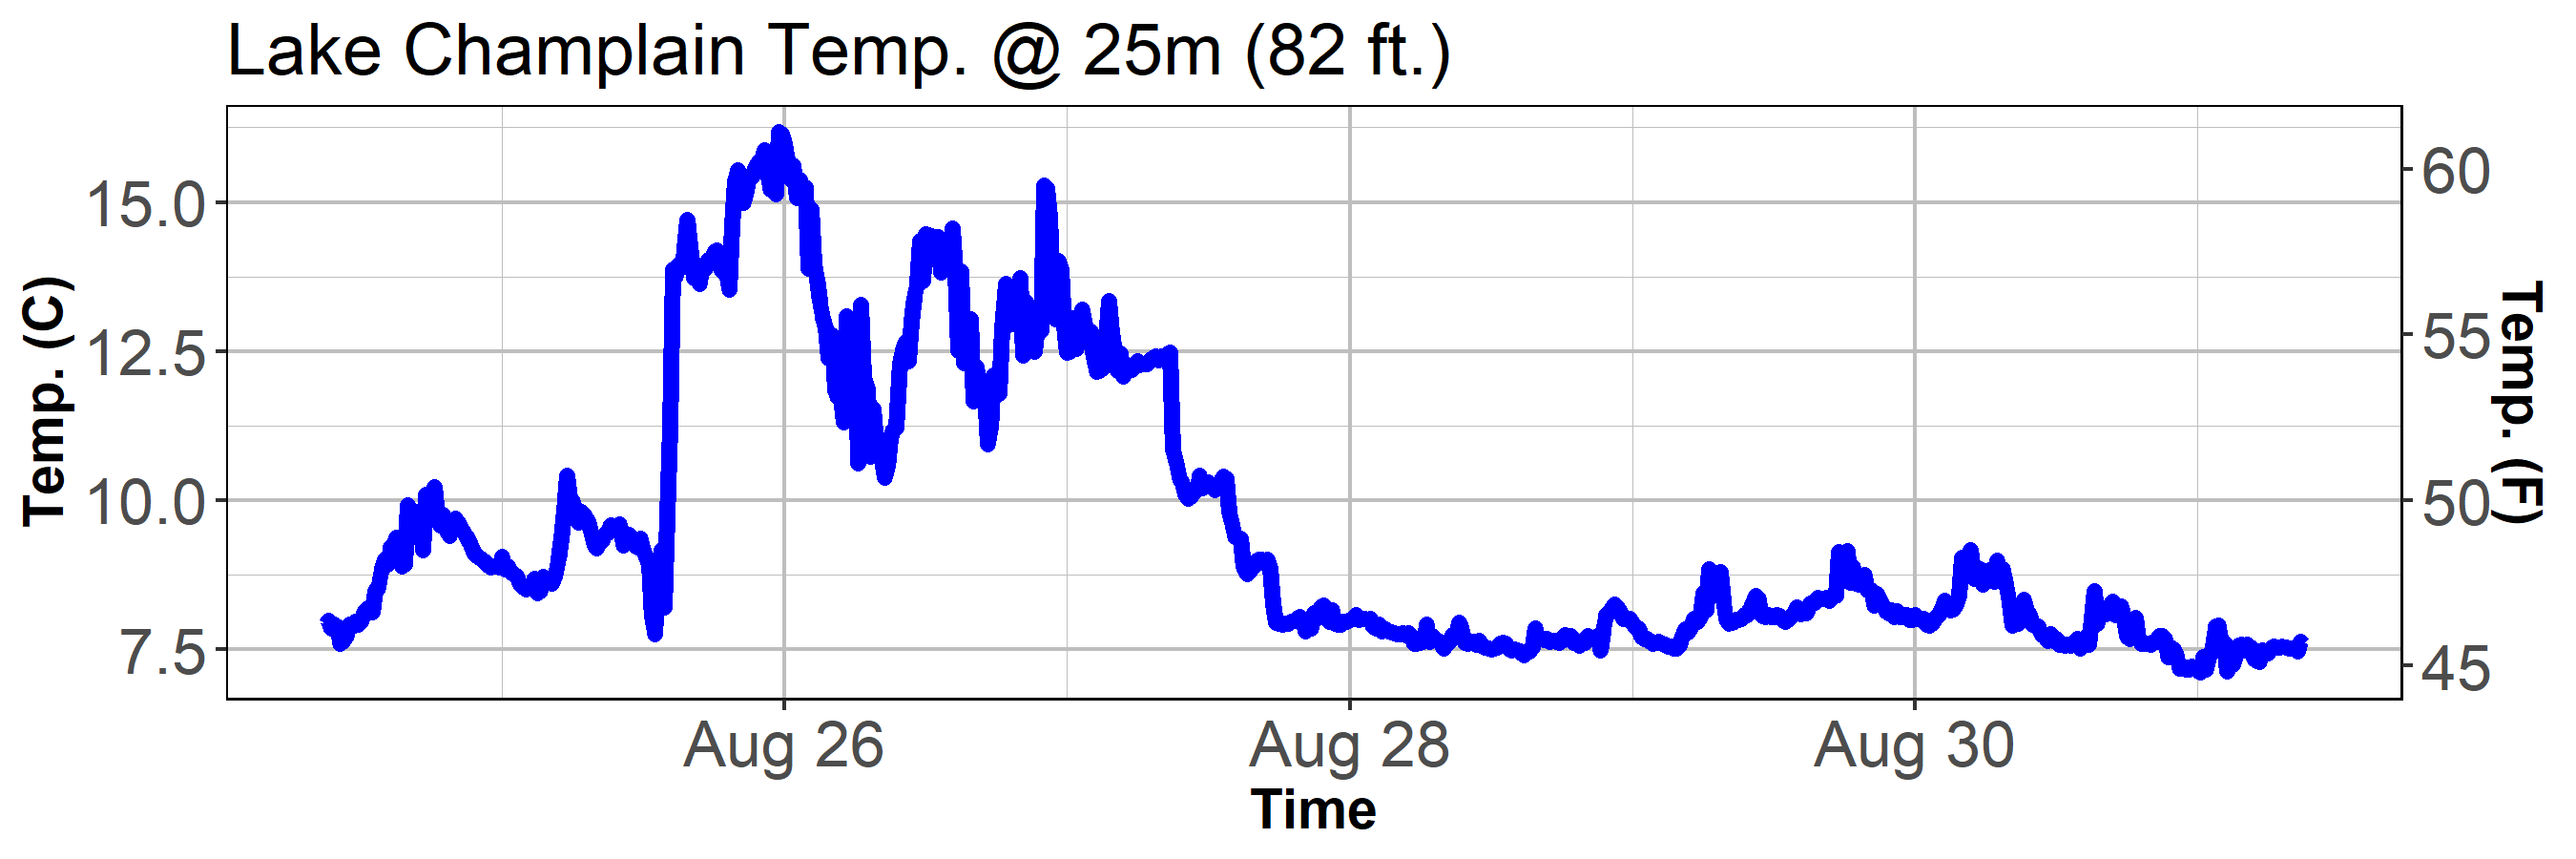 Lake Champlain Temp. @ 25m (82 ft.)
Temp. (C)
15.0
12.5
10.0
7.5
60
55
50
45
Temp. (F)
Aug 26
Aug 28
Aug 30
Time